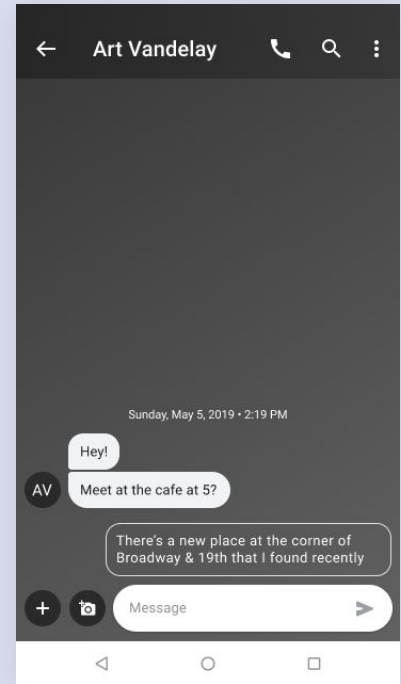 Art Vandelay
Sunday, May 5, 2019 • 2:19 PM
Hey!
AV
Meet at the cafe at 5?
There’s a new place at the corner of
Broadway & 19th that I found recently
Message